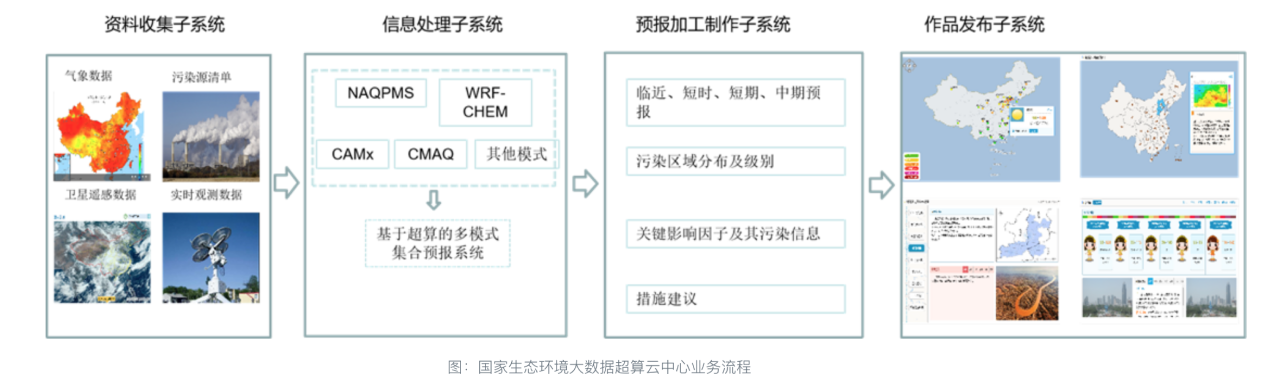 资料收集子系统
信息处理子系统
预报加工制作子系统
作品发布子系统
气象数据
污染源清单
卫星遥感数据
实时观测数据
NAQPMS
WRF-
CHEM
CAMx
CMAQ
其他模式
基于超算的多模式
集合预报系统
临近、短时、短期、中期预
报
污染区域分布及级别
关键影响因子及其污染信息
措施建议
图：国家生态环境大数据超算云中心业务流程